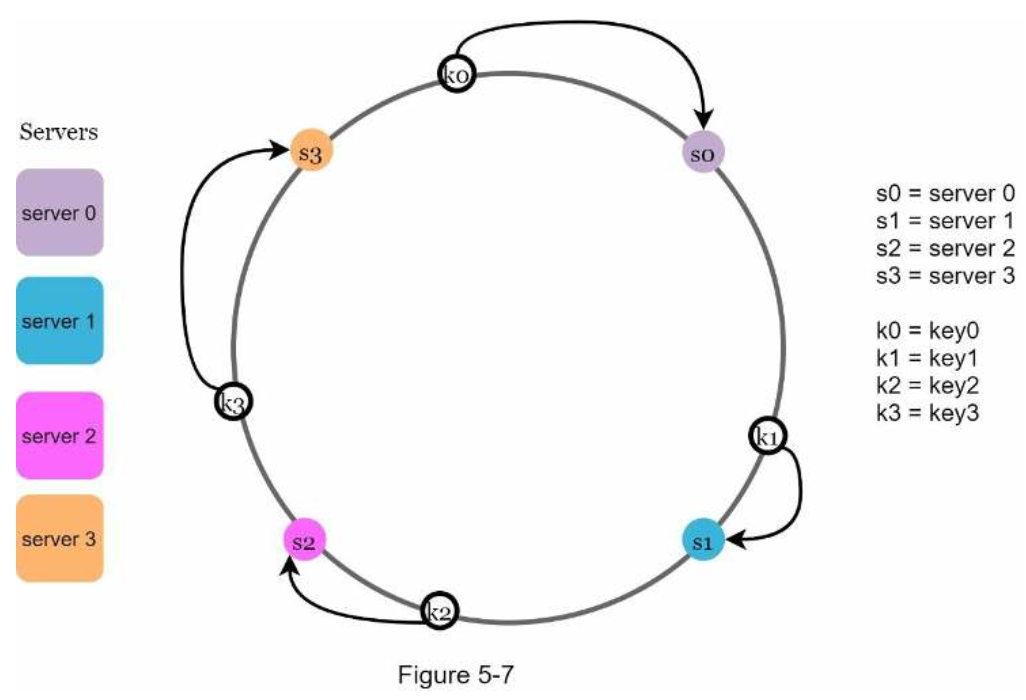 Servers
server 0
server 1
server 2
server 3
k0
s3
s0
k3
k1
s2
s1
k2
s0 = server 0
s1 = server 1
s2 = server 2
s3 = server 3
k0 = key0
k1 = key1
k2 = key2
k3 = key3
Figure 5-7